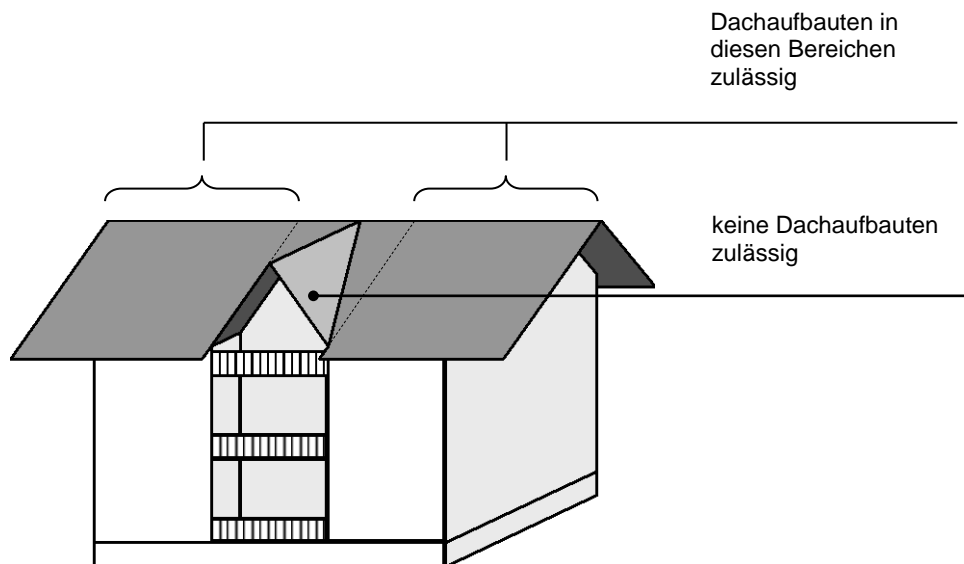 Dachaufbauten in
diesen Bereichen
zulässig
keine Dachaufbauten
zulässig